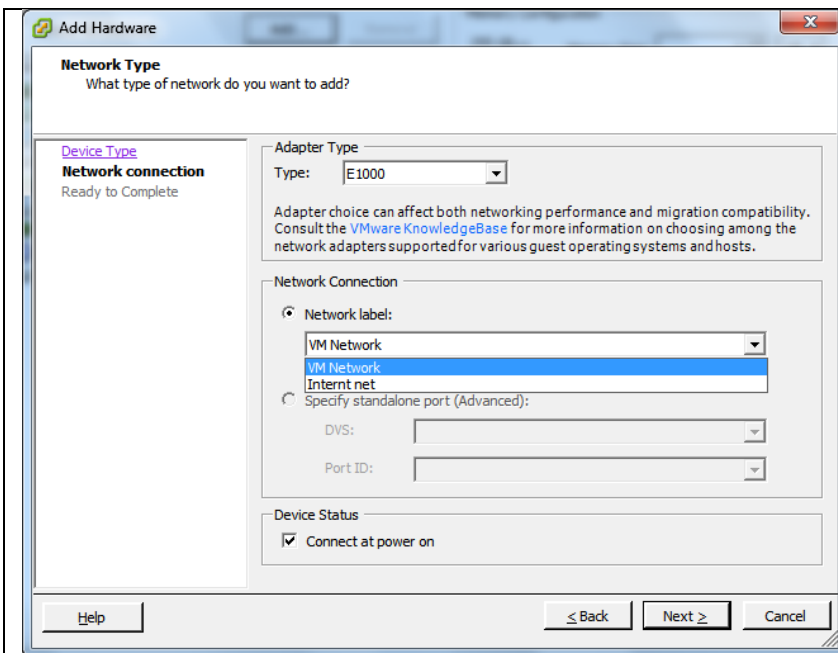 Add Hardware
Network Type
What type of network do you want to add?
Device Type
Network connection
Ready to Complete
Adapter Type
Type: E1000
Adapter choice can affect both networking performance and migration compatibility.
Consult the VMware KnowledgeBase for more information on choosing among the
network adapters supported for various guest operating systems and hosts.
Network Connection
Network label:
VM Network
VM Network
Internt net
Specify standalone port (Advanced):
DVS:
Port ID:
Device Status
Connect at power on
Help
< Back Next > Cancel